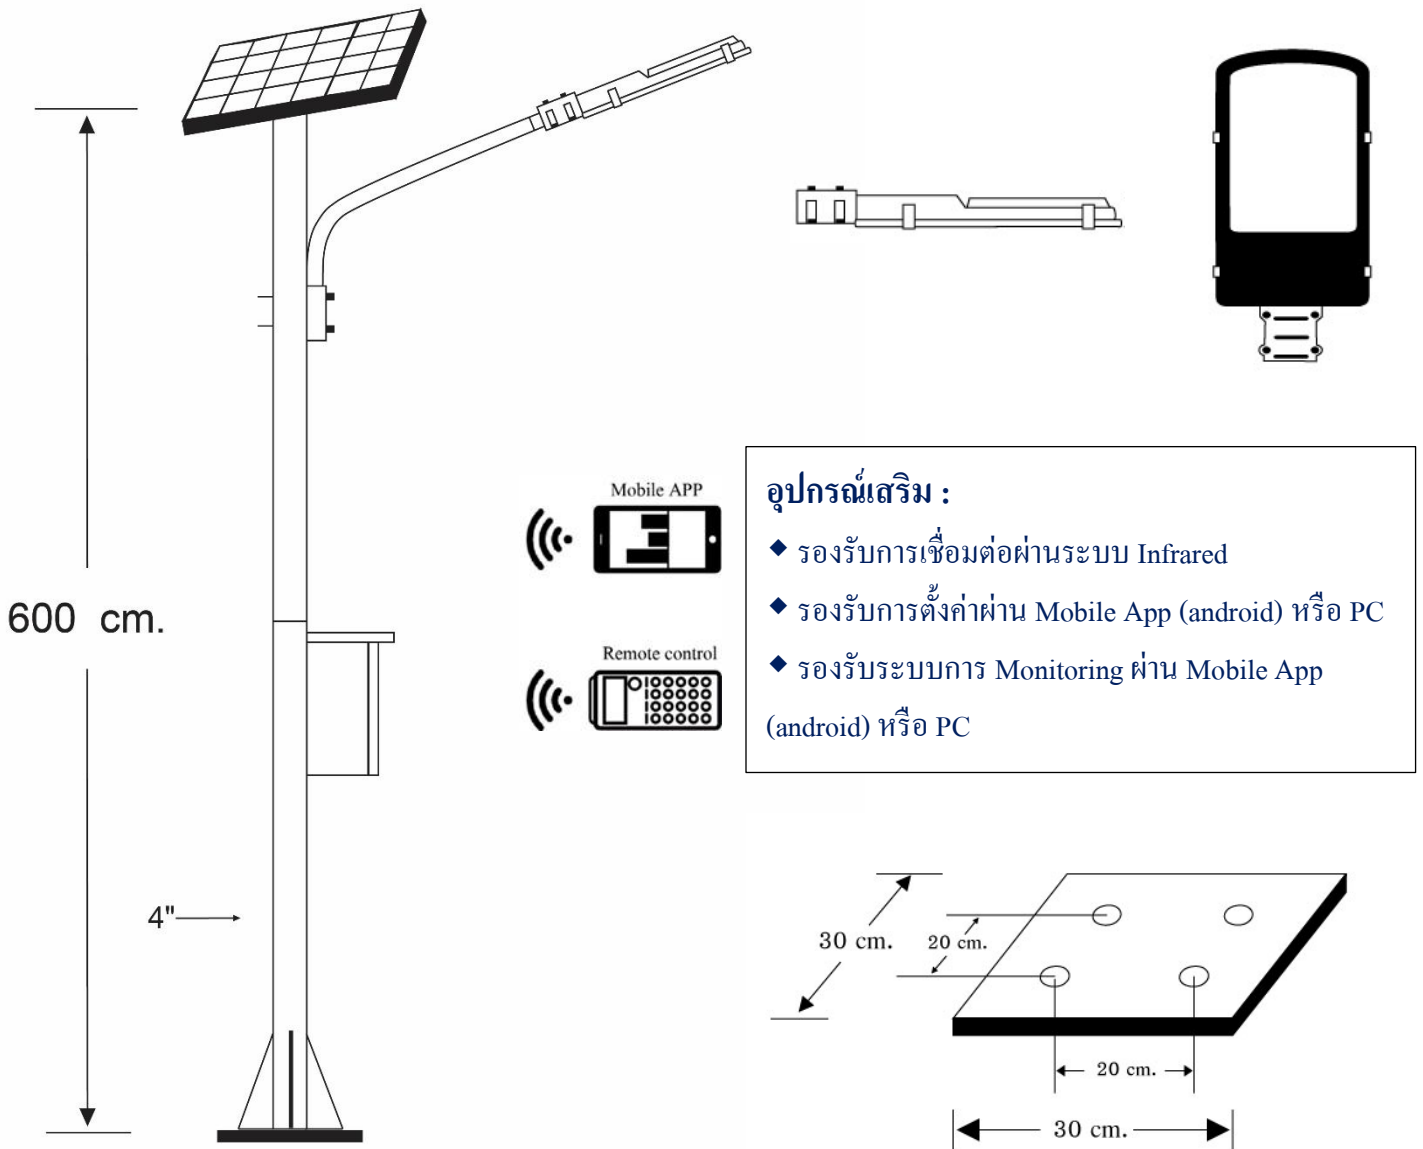 600 cm.
4"
Mobile APP
Remote control
อุปกรณ์เสริม :
◆ รองรับการเชื่อมต่อผ่านระบบ Infrared
◆ รองรับการตั้งค่าผ่าน Mobile App (android) หรือ PC
◆ รองรับระบบการ Monitoring ผ่าน Mobile App
(android) หรือ PC
30 cm.
20 cm.
20 cm.
30 cm.